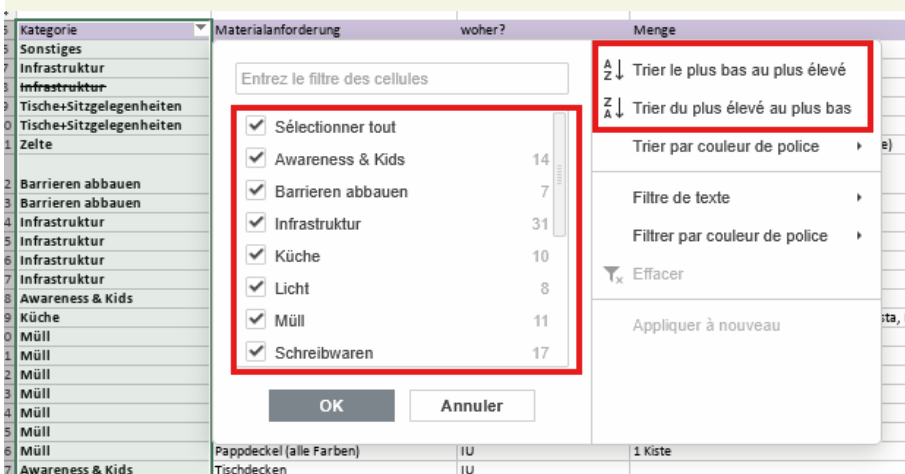 Kategorie Materialanforderung woher? Menge
Sonstiges
Infrastruktur
Infrastruktur
Tische+Sitzgelegenheiten
Tische+Sitzgelegenheiten
Zelte
Barrieren abbauen
Barrieren abbauen
Infrastruktur
Infrastruktur
Infrastruktur
Infrastruktur
Awareness & Kids
Küche
Müll
Müll
Müll
Müll
Müll
Müll
Müll Pappdeckel (alle Farben) IU 1 Kiste
Awareness & Kids Tischdecken IU
Entrez le filtre des cellules
Sélectionner tout
Awareness & Kids 14
Barrieren abbauen 7
Infrastruktur 31
Küche 10
Licht 8
Müll 11
Schreibwaren 17
OK Annuler
Trier le plus bas au plus élevé
Trier du plus élevé au plus bas
Trier par couleur de police
Filtre de texte
Filtrer par couleur de police
Effacer
Appliquer à nouveau